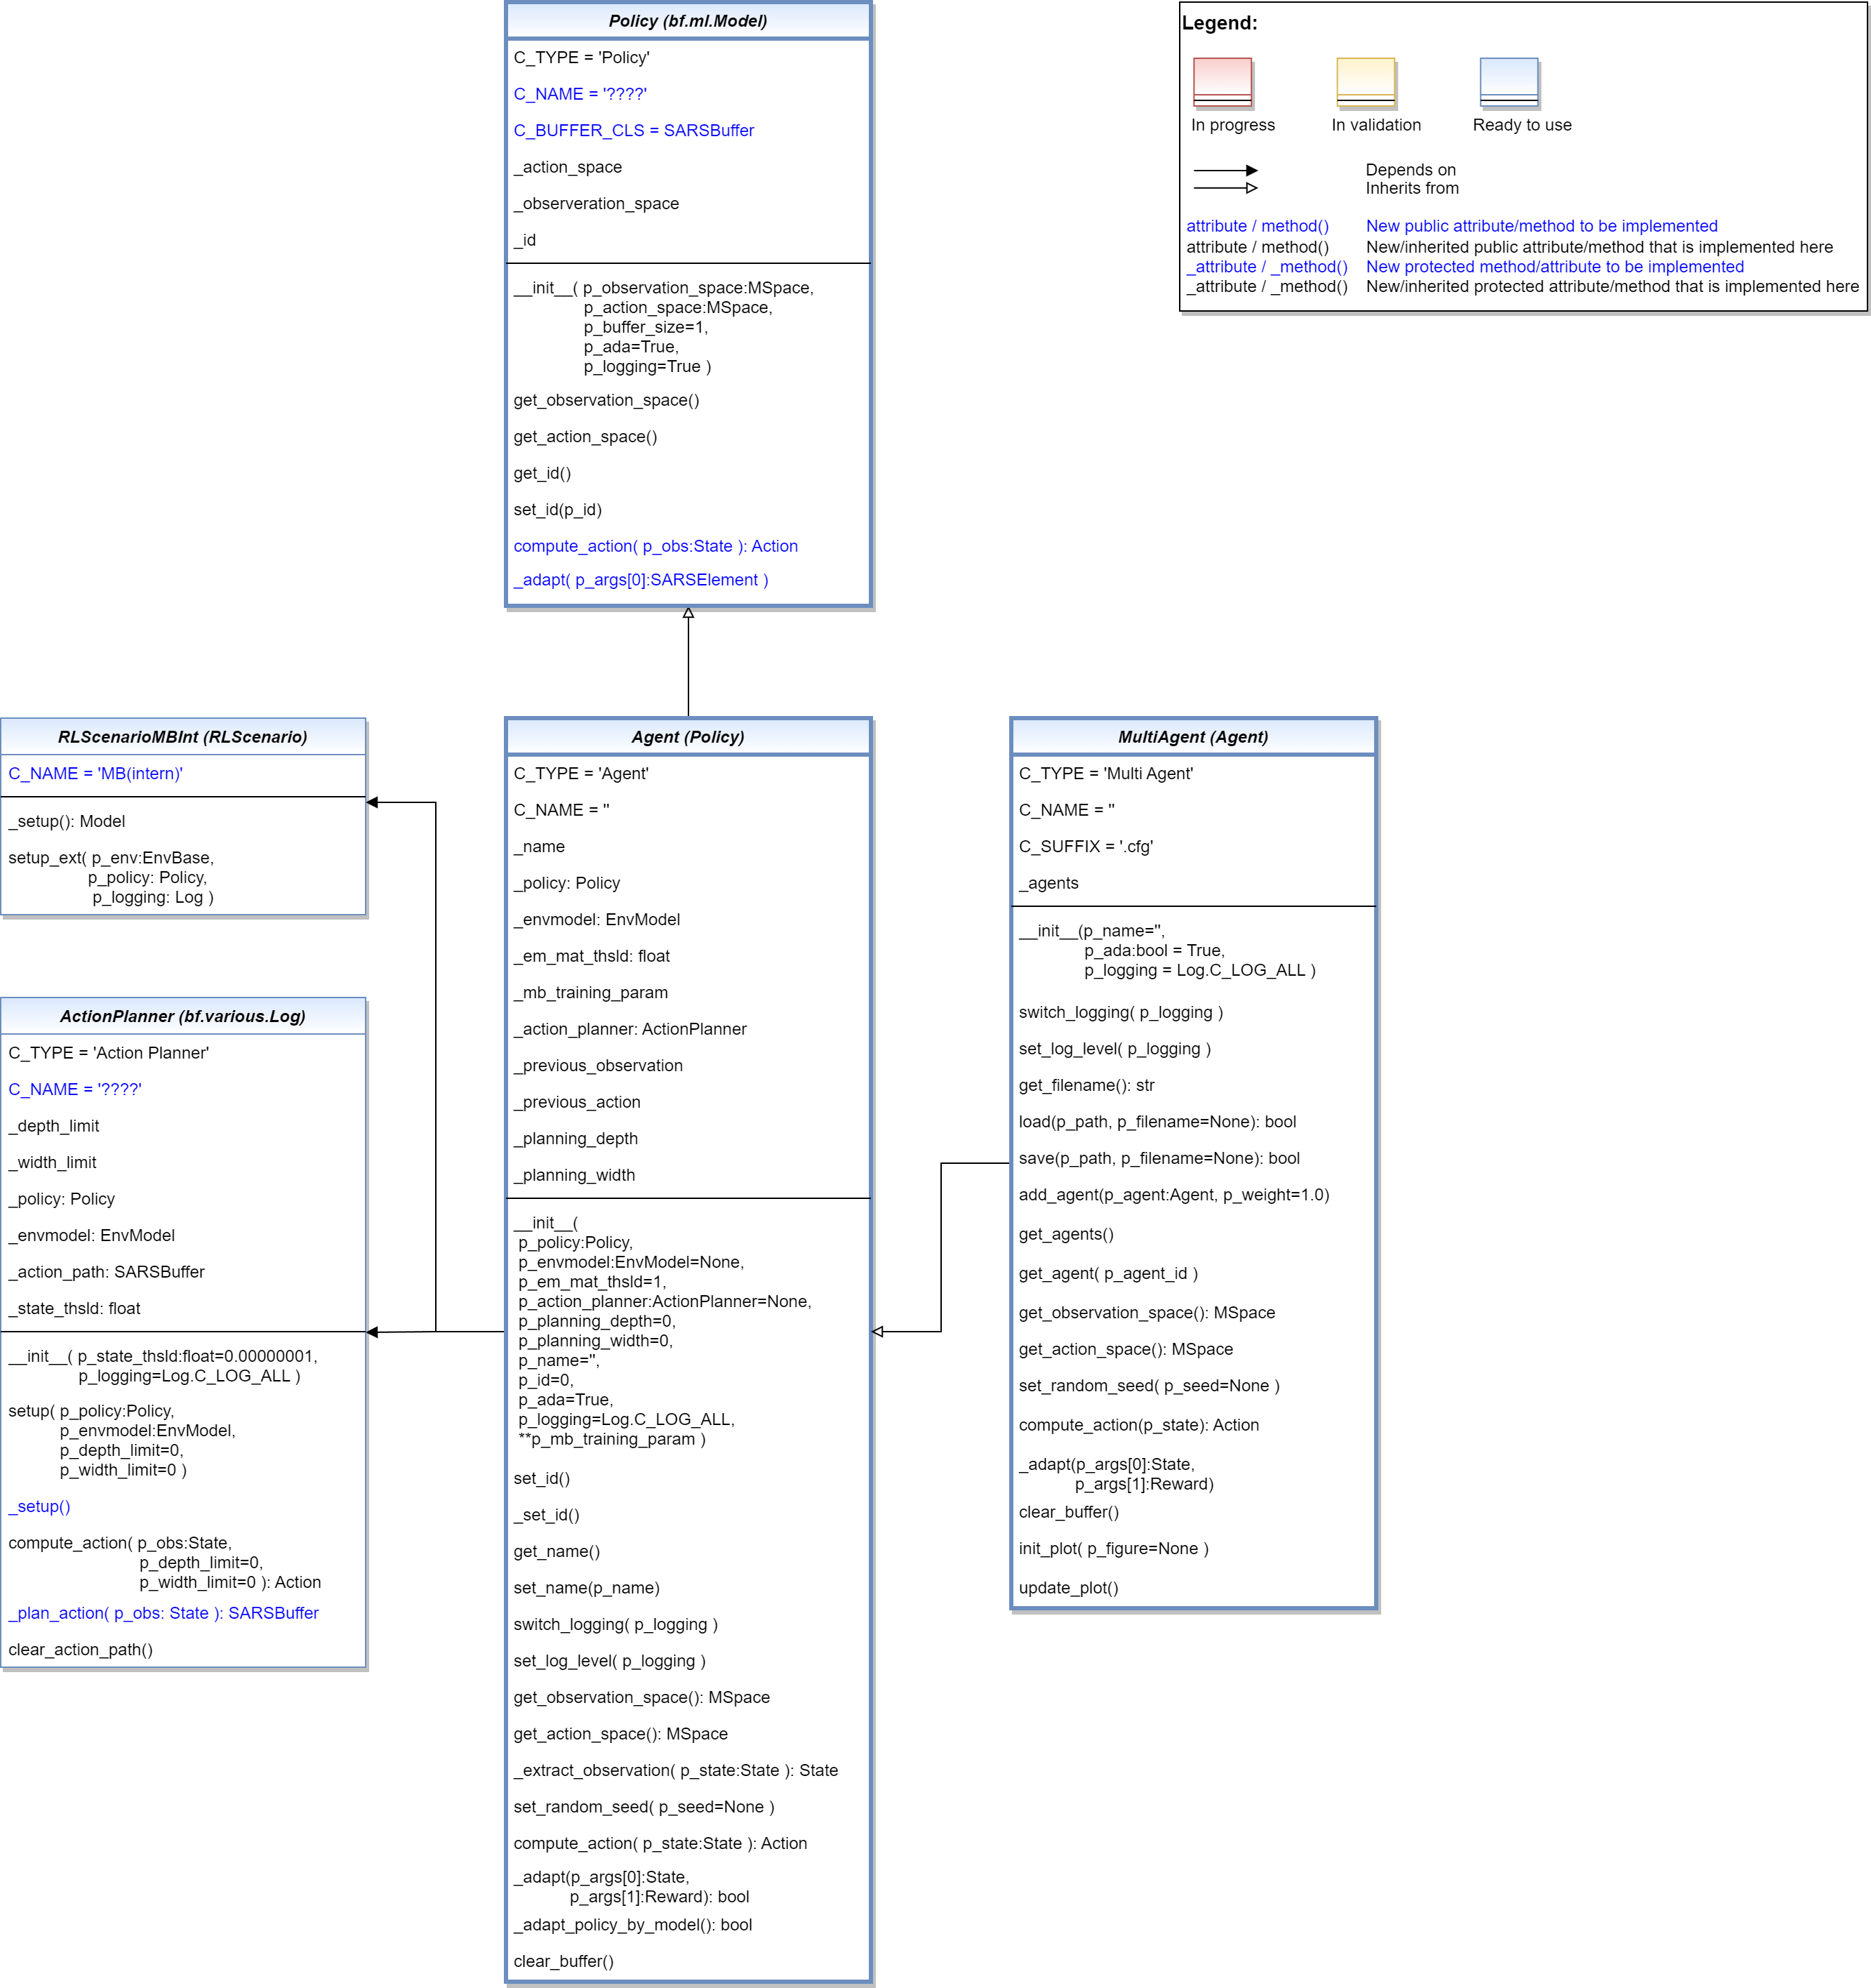 Policy (bf.ml.Model)
C_TYPE = 'Policy'
C_NAME = '????'
C_BUFFER_CLS = SARSBuffer
_action_space
_observeration_space
_id
__init__( p_observation_space:MSpace,
p_action_space:MSpace,
p_buffer_size=1,
p_ada=True,
p_logging=True )
get_observation_space()
get_action_space()
get_id()
set_id(p_id)
compute_action( p_obs:State ): Action
_adapt( p_args[0]:SARSElement )
Legend:
In progress
In validation
Ready to use
Depends on
Inherits from
attribute / method() New public attribute/method to be implemented
attribute / method() New/inherited public attribute/method that is implemented here
_attribute / _method() New protected method/attribute to be implemented
_attribute / _method() New/inherited protected attribute/method that is implemented here
RLScenarioMBInt (RLScenario)
C_NAME = 'MB(intern)'
_setup(): Model
setup_ext( p_env:EnvBase,
p_policy: Policy,
p_logging: Log )
ActionPlanner (bf.various.Log)
C_TYPE = 'Action Planner'
C_NAME = '????'
_depth_limit
_width_limit
_policy: Policy
_envmodel: EnvModel
_action_path: SARSBuffer
_state_thsld: float
__init__( p_state_thsld:float=0.00000001,
p_logging=Log.C_LOG_ALL )
setup( p_policy:Policy,
p_envmodel:EnvModel,
p_depth_limit=0,
p_width_limit=0 )
_setup()
compute_action( p_obs:State,
p_depth_limit=0,
p_width_limit=0 ): Action
_plan_action( p_obs: State ): SARSBuffer
clear_action_path()
Agent (Policy)
C_TYPE = 'Agent'
C_NAME = ''
_name
_policy: Policy
_envmodel: EnvModel
_em_mat_thsld: float
_mb_training_param
_action_planner: ActionPlanner
_previous_observation
_previous_action
_planning_depth
_planning_width
__init__(
p_policy:Policy,
p_envmodel:EnvModel=None,
p_em_mat_thsld=1,
p_action_planner:ActionPlanner=None,
p_planning_depth=0,
p_planning_width=0,
p_name='',
p_id=0,
p_ada=True,
p_logging=Log.C_LOG_ALL,
**p_mb_training_param )
set_id()
_set_id()
get_name()
set_name(p_name)
switch_logging( p_logging )
set_log_level( p_logging )
get_observation_space(): MSpace
get_action_space(): MSpace
_extract_observation( p_state:State ): State
set_random_seed( p_seed=None )
compute_action( p_state:State ): Action
_adapt(p_args[0]:State,
p_args[1]:Reward): bool
_adapt_policy_by_model(): bool
clear_buffer()
MultiAgent (Agent)
C_TYPE = 'Multi Agent'
C_NAME = ''
C_SUFFIX = '.cfg'
_agents
__init__(p_name='',
p_ada:bool = True,
p_logging = Log.C_LOG_ALL )
switch_logging( p_logging )
set_log_level( p_logging )
get_filename(): str
load(p_path, p_filename=None): bool
save(p_path, p_filename=None): bool
add_agent(p_agent:Agent, p_weight=1.0)
get_agents()
get_agent( p_agent_id )
get_observation_space(): MSpace
get_action_space(): MSpace
set_random_seed( p_seed=None )
compute_action(p_state): Action
_adapt(p_args[0]:State,
p_args[1]:Reward)
clear_buffer()
init_plot( p_figure=None )
update_plot()